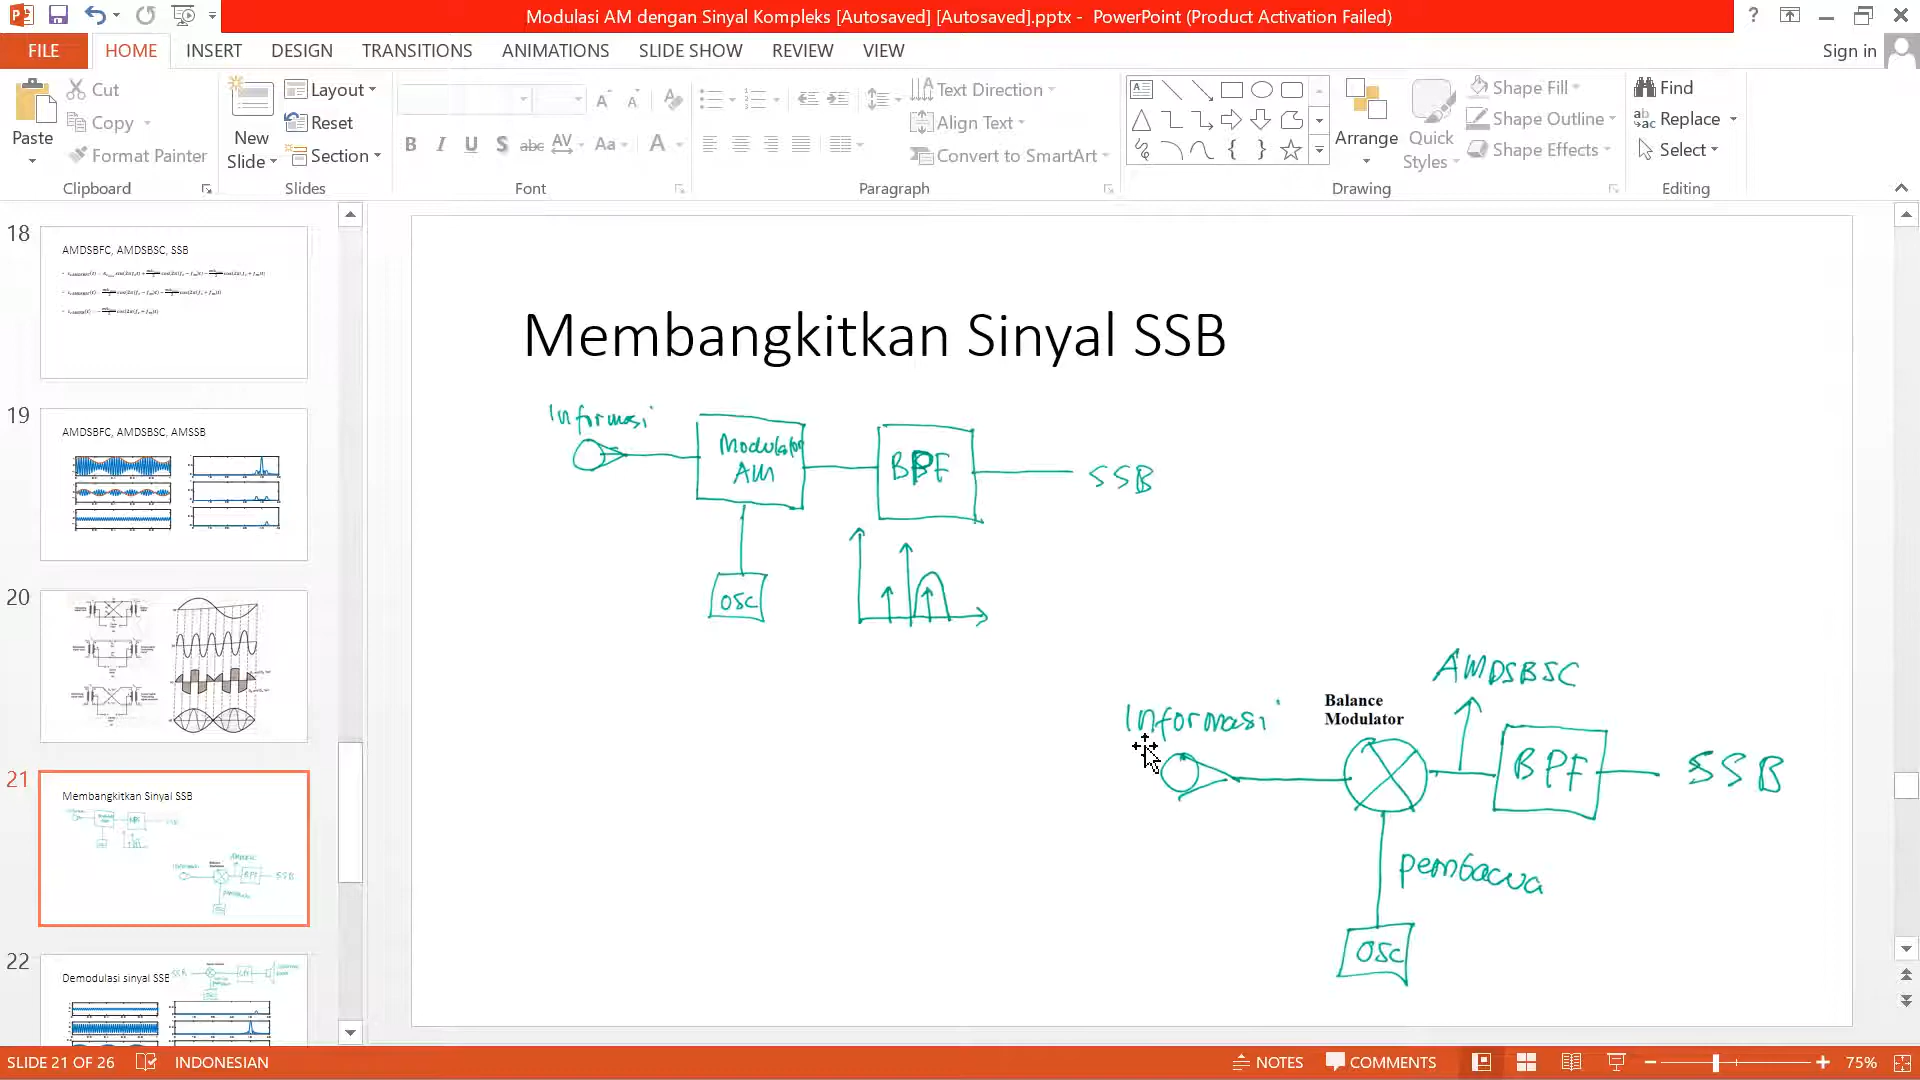 Modulasi AM dengan Sinyal Kompleks [Autosaved] [Autosaved].pptx - PowerPoint (Product Activation Failed)
FILE HOME INSERT DESIGN TRANSITIONS ANIMATIONS SLIDE SHOW REVIEW VIEW Sign in
Paste
Cut
Copy
Format Painter
Clipboard
New Slide
Layout
Reset
Section
Slides
Font
Text Direction
Align Text
Convert to SmartArt
Paragraph
Arrange
Quick Styles
Shape Fill
Shape Outline
Shape Effects
Drawing
Find
Replace
Select
Editing
18
AMDSBFC, AMDSBSC, SSB
19
AMDSBFC, AMDSBSC, AMSSB
20
21
Membangkitkan Sinyal SSB
22
Demodulasi sinyal SSB
Membangkitkan Sinyal SSB
Informasi
Modulator
AM
BPF
SSB
OSC
AMDSBSC
Informasi
Balance
Modulator
BPF
SSB
pembawa
OSC
SLIDE 21 OF 26 INDONESIAN NOTES COMMENTS 75%